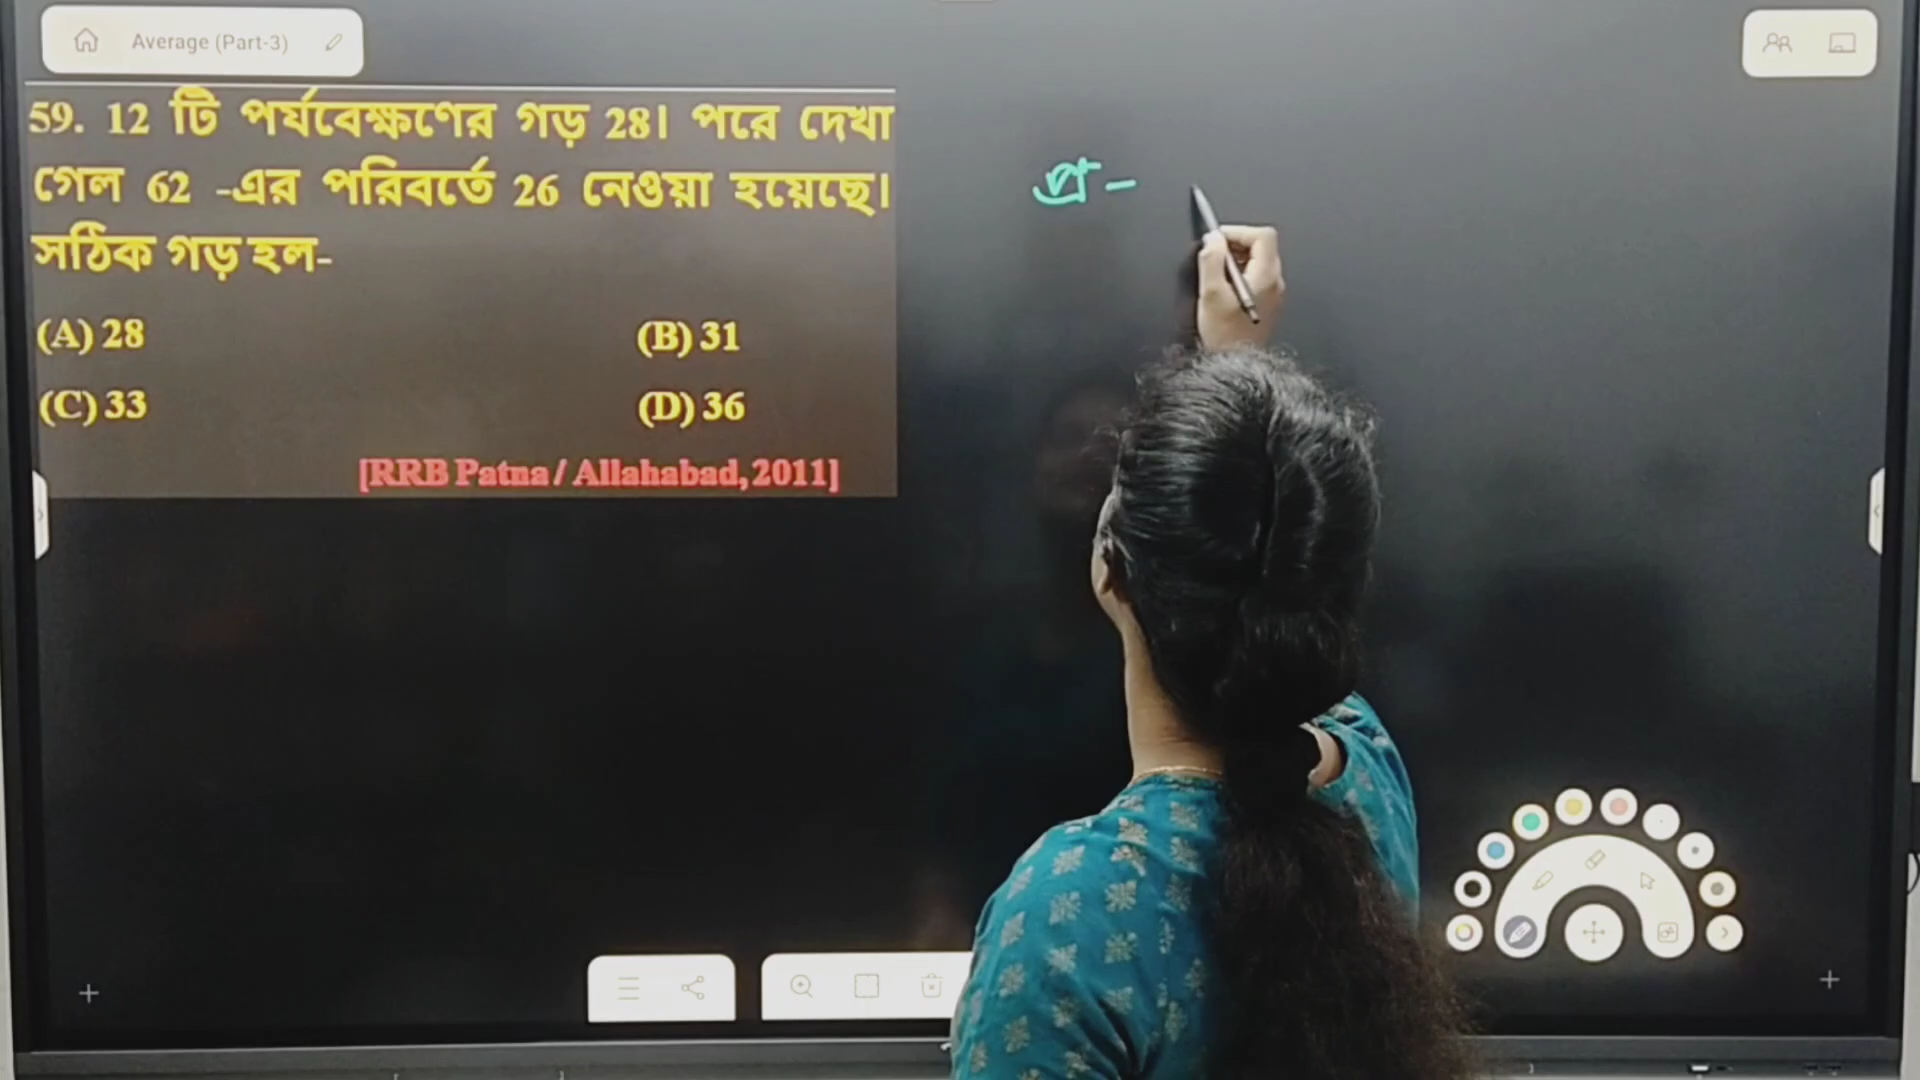 Average (Part-3)
59. 12 টি পর্যবেক্ষণের গড় 28। পরে দেখা
গেল 62 -এর পরিবর্তে 26 নেওয়া হয়েছে।
সঠিক গড় হল-
(A) 28 (B) 31
(C) 33 (D) 36
[RRB Patna / Allahabad, 2011]
প্র -